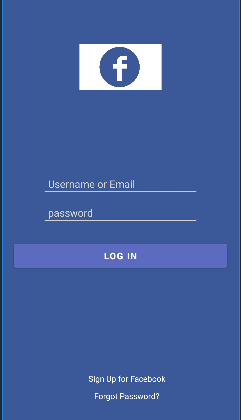 f
Username or Email
password
LOG IN
Sign Up for Facebook
Forgot Password?